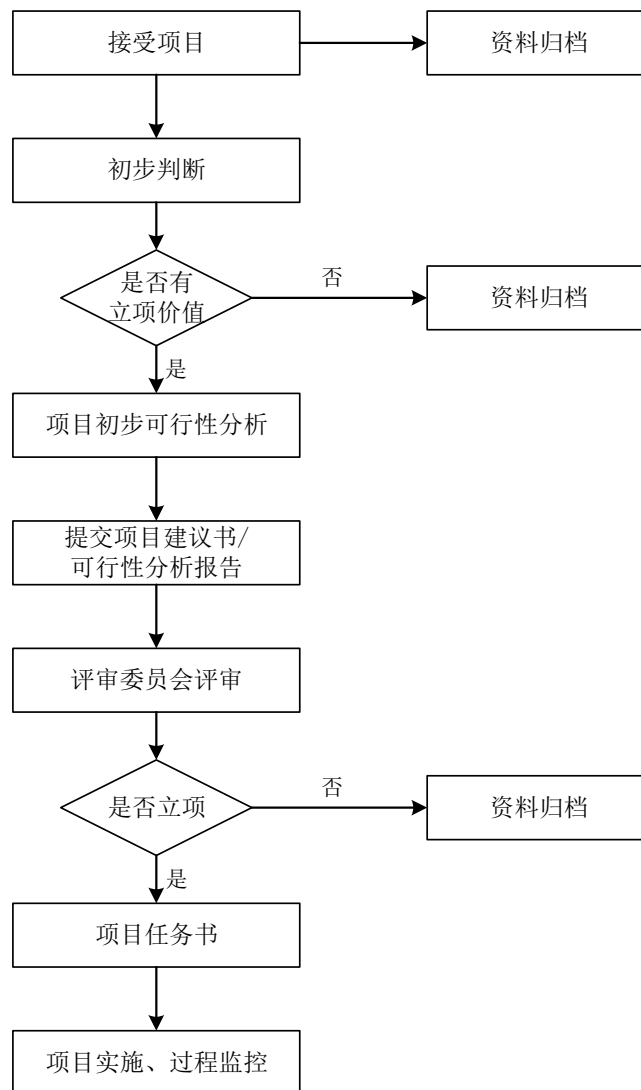 接受项目
资料归档
初步判断
是否有
立项价值
否
资料归档
是
项目初步可行性分析
提交项目建议书/
可行性分析报告
评审委员会评审
是否立项
否
资料归档
是
项目任务书
项目实施、过程监控